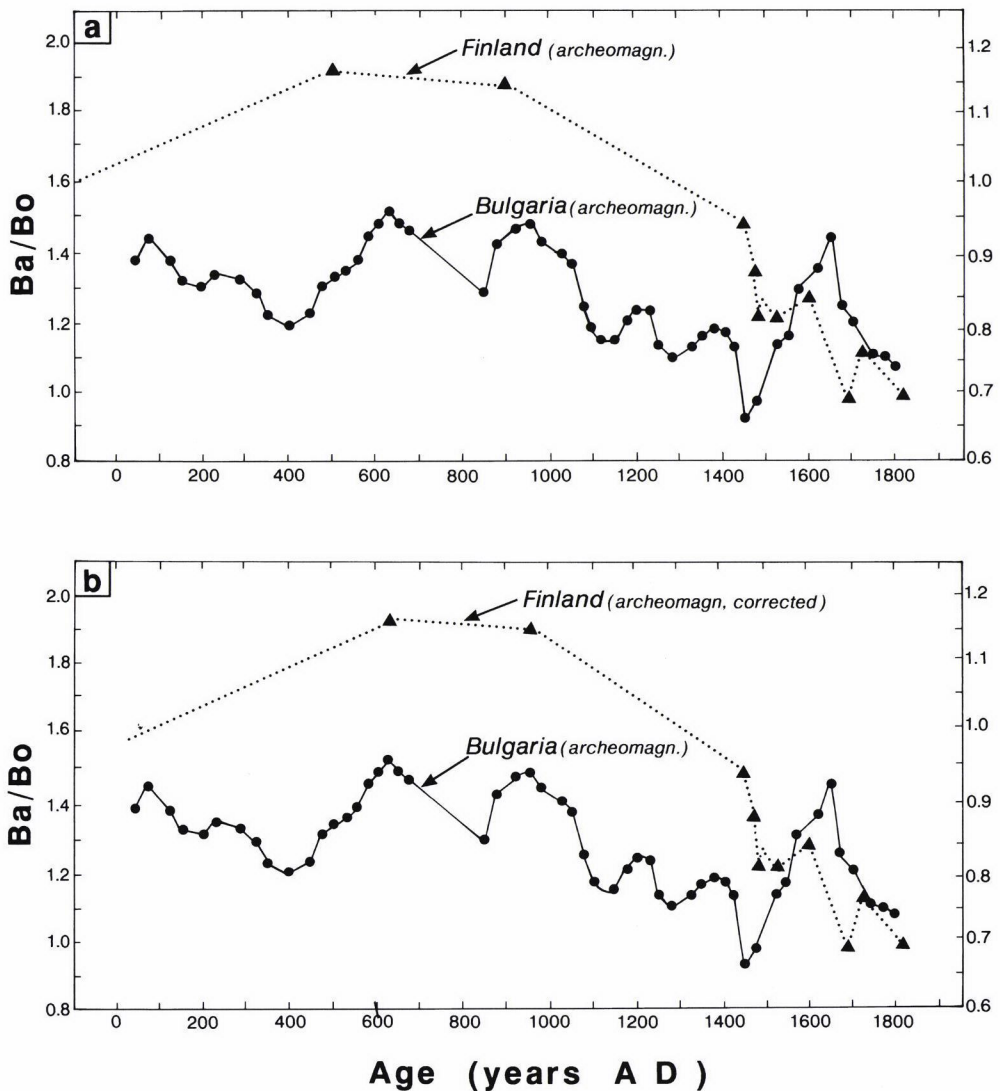 a
2.0
1.8
1.6
1.4
1.2
1.0
0.8
Ba/Bo
Finland (archeomagn.)
Bulgaria (archeomagn.)
1.2
1.1
1.0
0.9
0.8
0.7
0.6
0 200 400 600 800 1000 1200 1400 1600 1800
b
2.0
1.8
1.6
1.4
1.2
1.0
0.8
Ba/Bo
Finland (archeomagn, corrected)
Bulgaria (archeomagn.)
1.2
1.1
1.0
0.9
0.8
0.7
0.6
0 200 400 600 800 1000 1200 1400 1600 1800
Age (years A D)